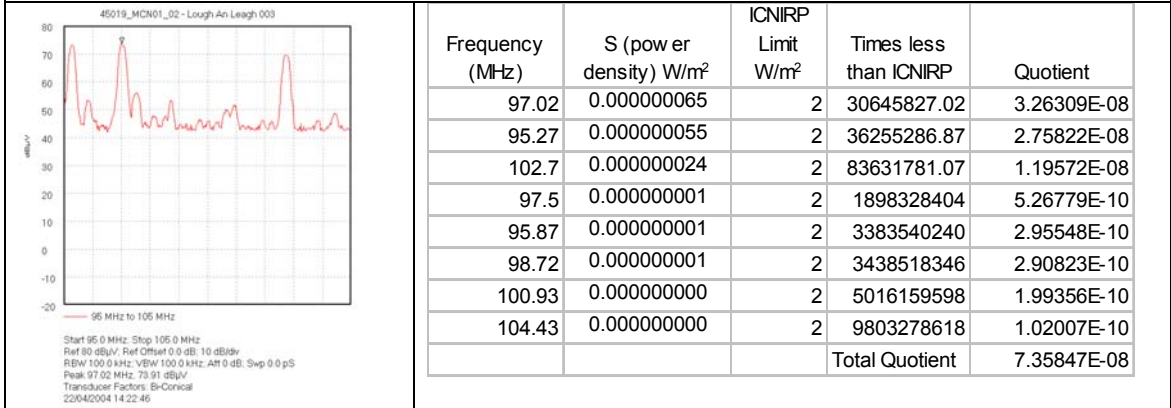 45019_MCN01_02 - Lough An Leagh 003
80
70
60
50
40
30
20
10
0
-10
-20
dBµV
95 MHz to 105 MHz
Start 95.0 MHz; Stop 105.0 MHz
Ref 80 dBµV; Ref Offset 0.0 dB; 10 dB/div
RBW 100.0 kHz; VBW 100.0 kHz; Att 0 dB; Swp 0.0 pS
Peak 97.02 MHz, 73.91 dBµV
Transducer Factors: Bi-Conical
22/04/2004 14:22:46
Frequency (MHz) S (power density) W/m² ICNIRP Limit W/m² Times less than ICNIRP Quotient
97.02 0.000000065 2 30645827.02 3.26309E-08
95.27 0.000000055 2 36255286.87 2.75822E-08
102.7 0.000000024 2 83631781.07 1.19572E-08
97.5 0.000000001 2 1898328404 5.26779E-10
95.87 0.000000001 2 3383540240 2.95548E-10
98.72 0.000000001 2 3438518346 2.90823E-10
100.93 0.000000000 2 5016159598 1.99356E-10
104.43 0.000000000 2 9803278618 1.02007E-10
Total Quotient 7.35847E-08